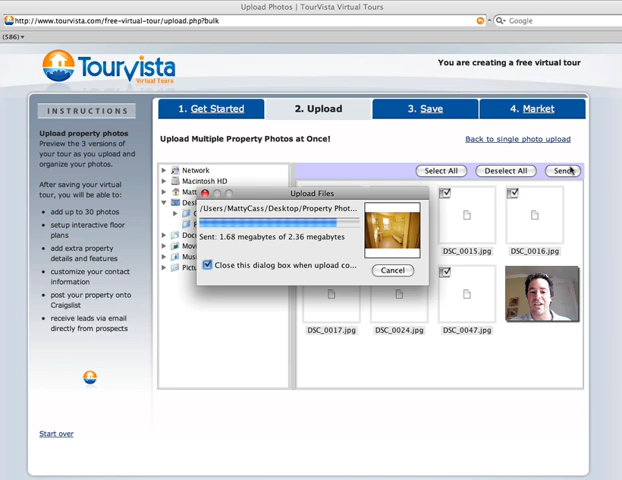 Upload Photos | TourVista Virtual Tours
http://www.tourvista.com/free-virtual-tour/upload.php?bulk
Google
(586)
TourVista
Virtual Tours
You are creating a free virtual tour
INSTRUCTIONS
Upload property photos
Preview the 3 versions
of your tour as you upload and
organize your photos.
After saving your virtual
tour, you will be able to:
add up to 30 photos
setup interactive floor
plans
add extra property
details and features
customize your contact
information
post your property onto
Craigslist
receive leads via email
directly from prospects
Start over
1. Get Started
2. Upload
3. Save
4. Market
Upload Multiple Property Photos at Once!
Back to single photo upload
Network
Macintosh HD
Matt
Desk
Docu
Movi
Musi
Pictu
Select All
Deselect All
Send
Upload Files
/Users/MattyCass/Desktop/Property Phot...
Sent: 1.68 megabytes of 2.36 megabytes
Close this dialog box when upload co...
Cancel
DSC_0015.jpg
DSC_0016.jpg
DSC_0017.jpg
DSC_0024.jpg
DSC_0047.jpg